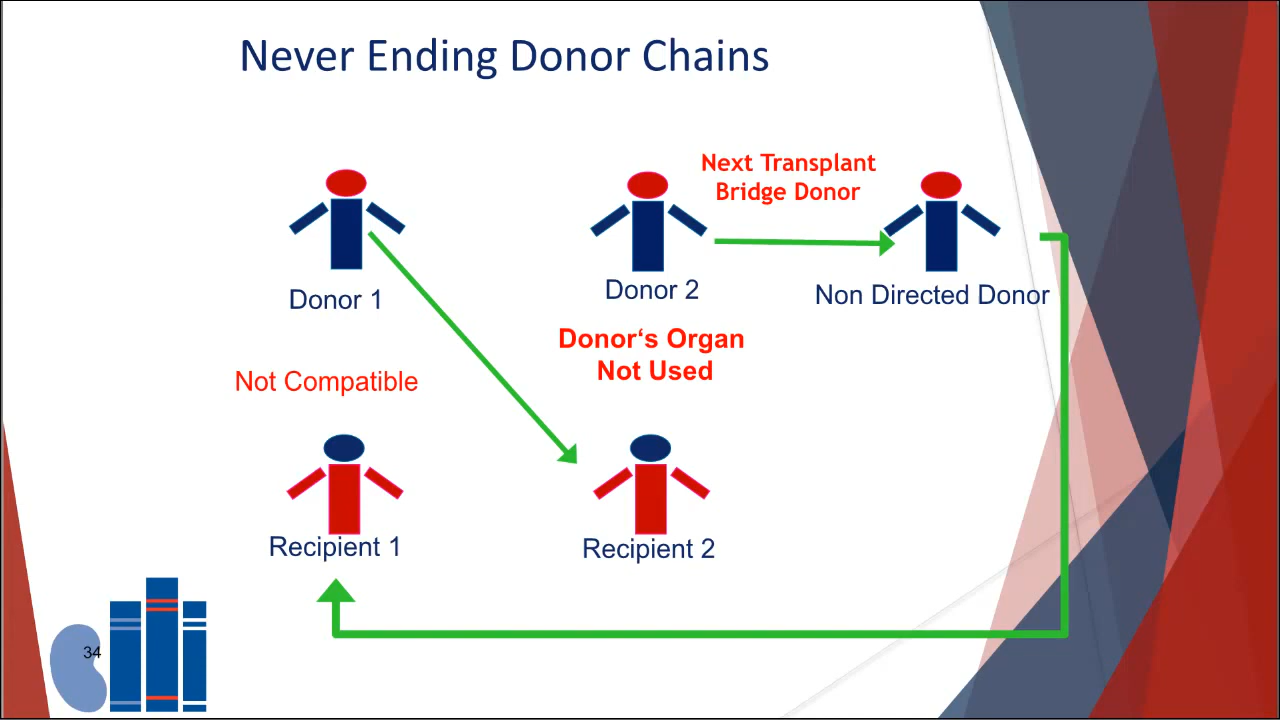 Never Ending Donor Chains
Next Transplant
Bridge Donor
Donor 1
Donor 2
Non Directed Donor
Donor‘s Organ
Not Used
Not Compatible
Recipient 1
Recipient 2
34